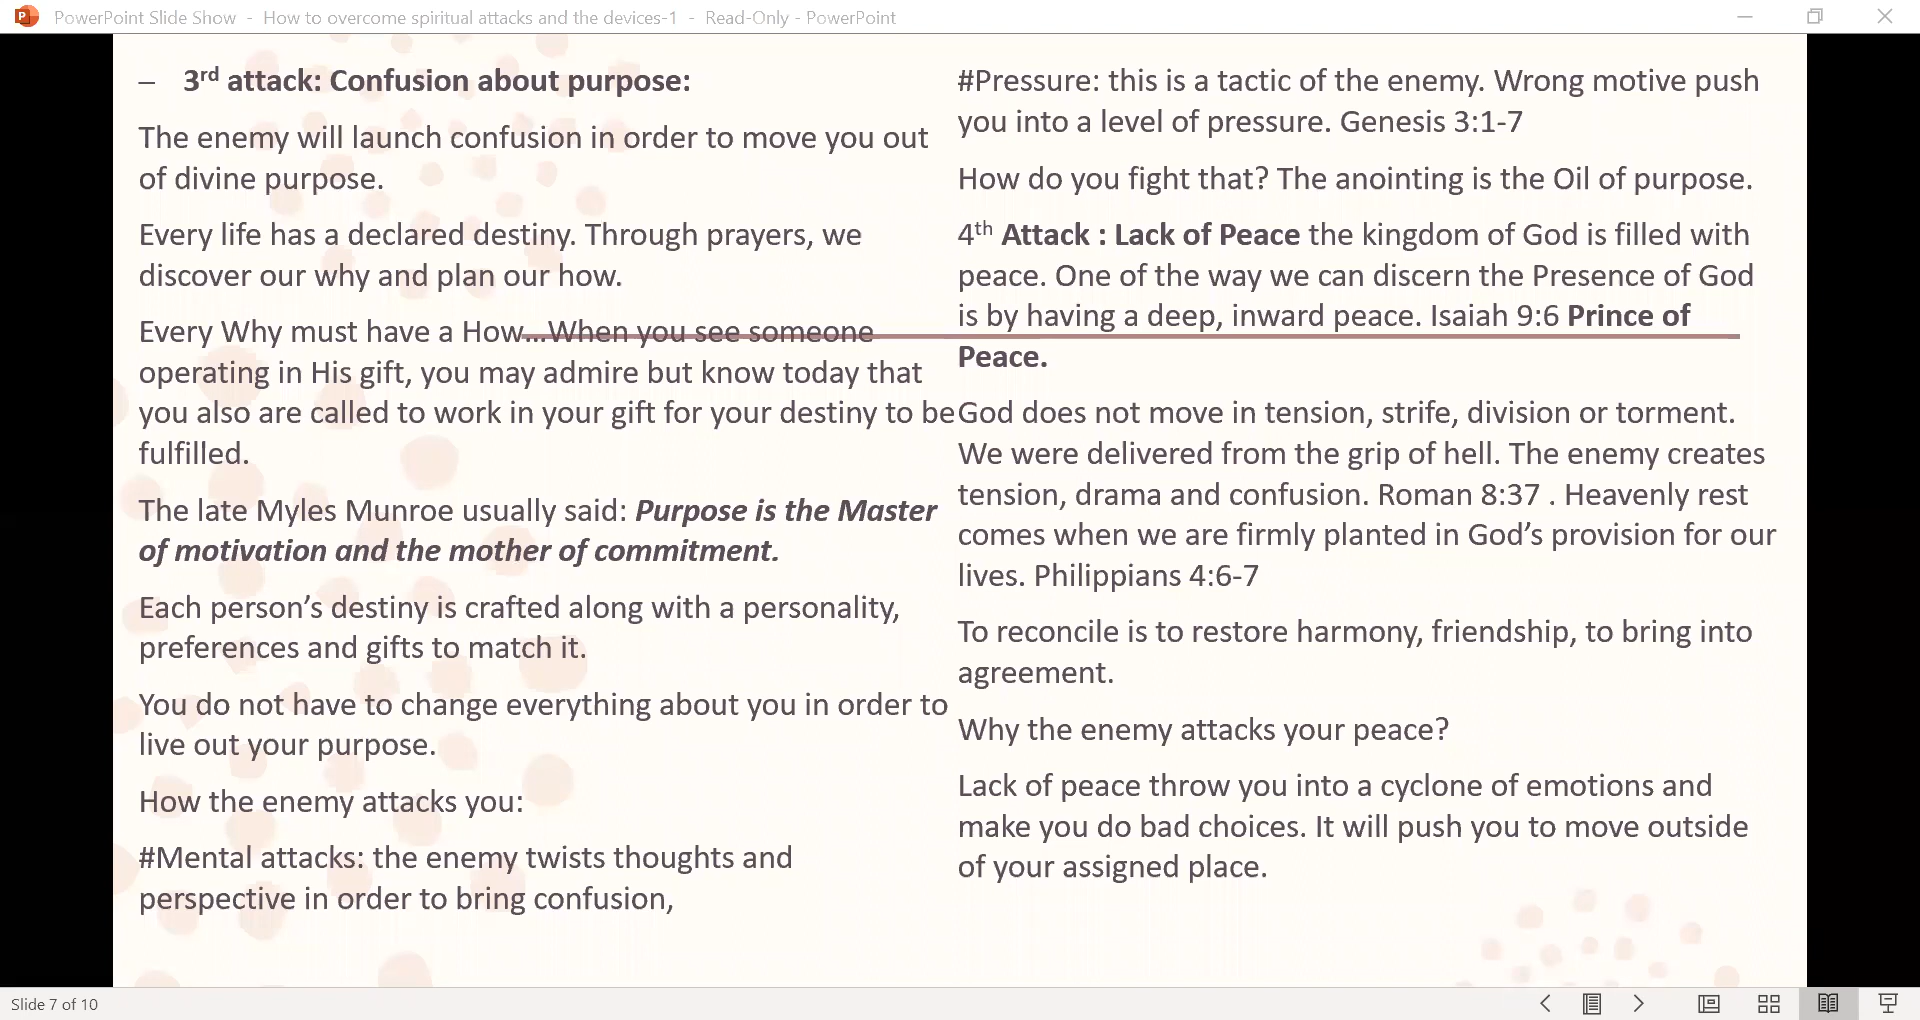 PowerPoint Slide Show - How to overcome spiritual attacks and the devices-1 - Read-Only - PowerPoint
– 3rd attack: Confusion about purpose:
The enemy will launch confusion in order to move you out
of divine purpose.
Every life has a declared destiny. Through prayers, we
discover our why and plan our how.
Every Why must have a How…When you see someone
operating in His gift, you may admire but know today that
you also are called to work in your gift for your destiny to be
fulfilled.
The late Myles Munroe usually said: Purpose is the Master
of motivation and the mother of commitment.
Each person’s destiny is crafted along with a personality,
preferences and gifts to match it.
You do not have to change everything about you in order to
live out your purpose.
How the enemy attacks you:
#Mental attacks: the enemy twists thoughts and
perspective in order to bring confusion,
#Pressure: this is a tactic of the enemy. Wrong motive push
you into a level of pressure. Genesis 3:1-7
How do you fight that? The anointing is the Oil of purpose.
4th Attack : Lack of Peace the kingdom of God is filled with
peace. One of the way we can discern the Presence of God
is by having a deep, inward peace. Isaiah 9:6 Prince of
Peace.
God does not move in tension, strife, division or torment.
We were delivered from the grip of hell. The enemy creates
tension, drama and confusion. Roman 8:37 . Heavenly rest
comes when we are firmly planted in God’s provision for our
lives. Philippians 4:6-7
To reconcile is to restore harmony, friendship, to bring into
agreement.
Why the enemy attacks your peace?
Lack of peace throw you into a cyclone of emotions and
make you do bad choices. It will push you to move outside
of your assigned place.
Slide 7 of 10